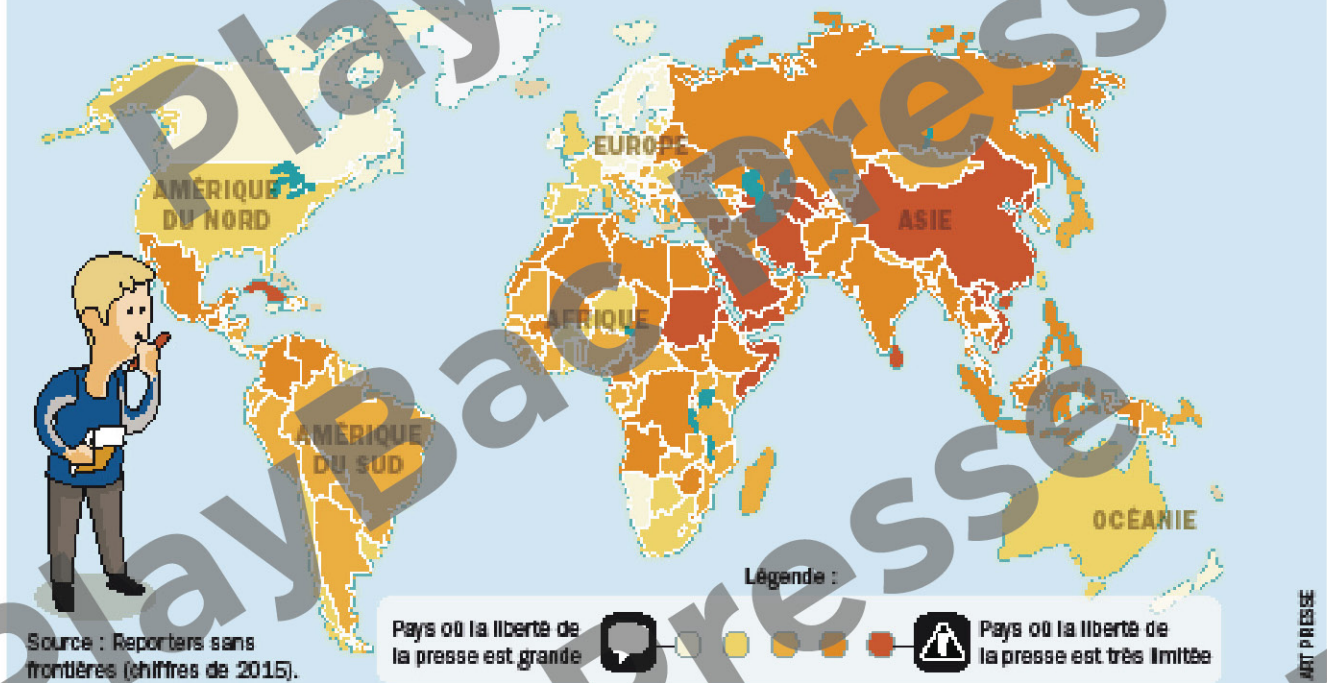 EUROPE
AMÉRIQUE
DU NORD
ASIE
AFRIQUE
AMÉRIQUE
DU SUD
OCÉANIE
Légende :
Pays où la liberté de
la presse est grande
Pays où la liberté de
la presse est très limitée
Source : Reporters sans
frontières (chiffres de 2015).
ART PRESSE
Play
PlayBac Presse
Presse